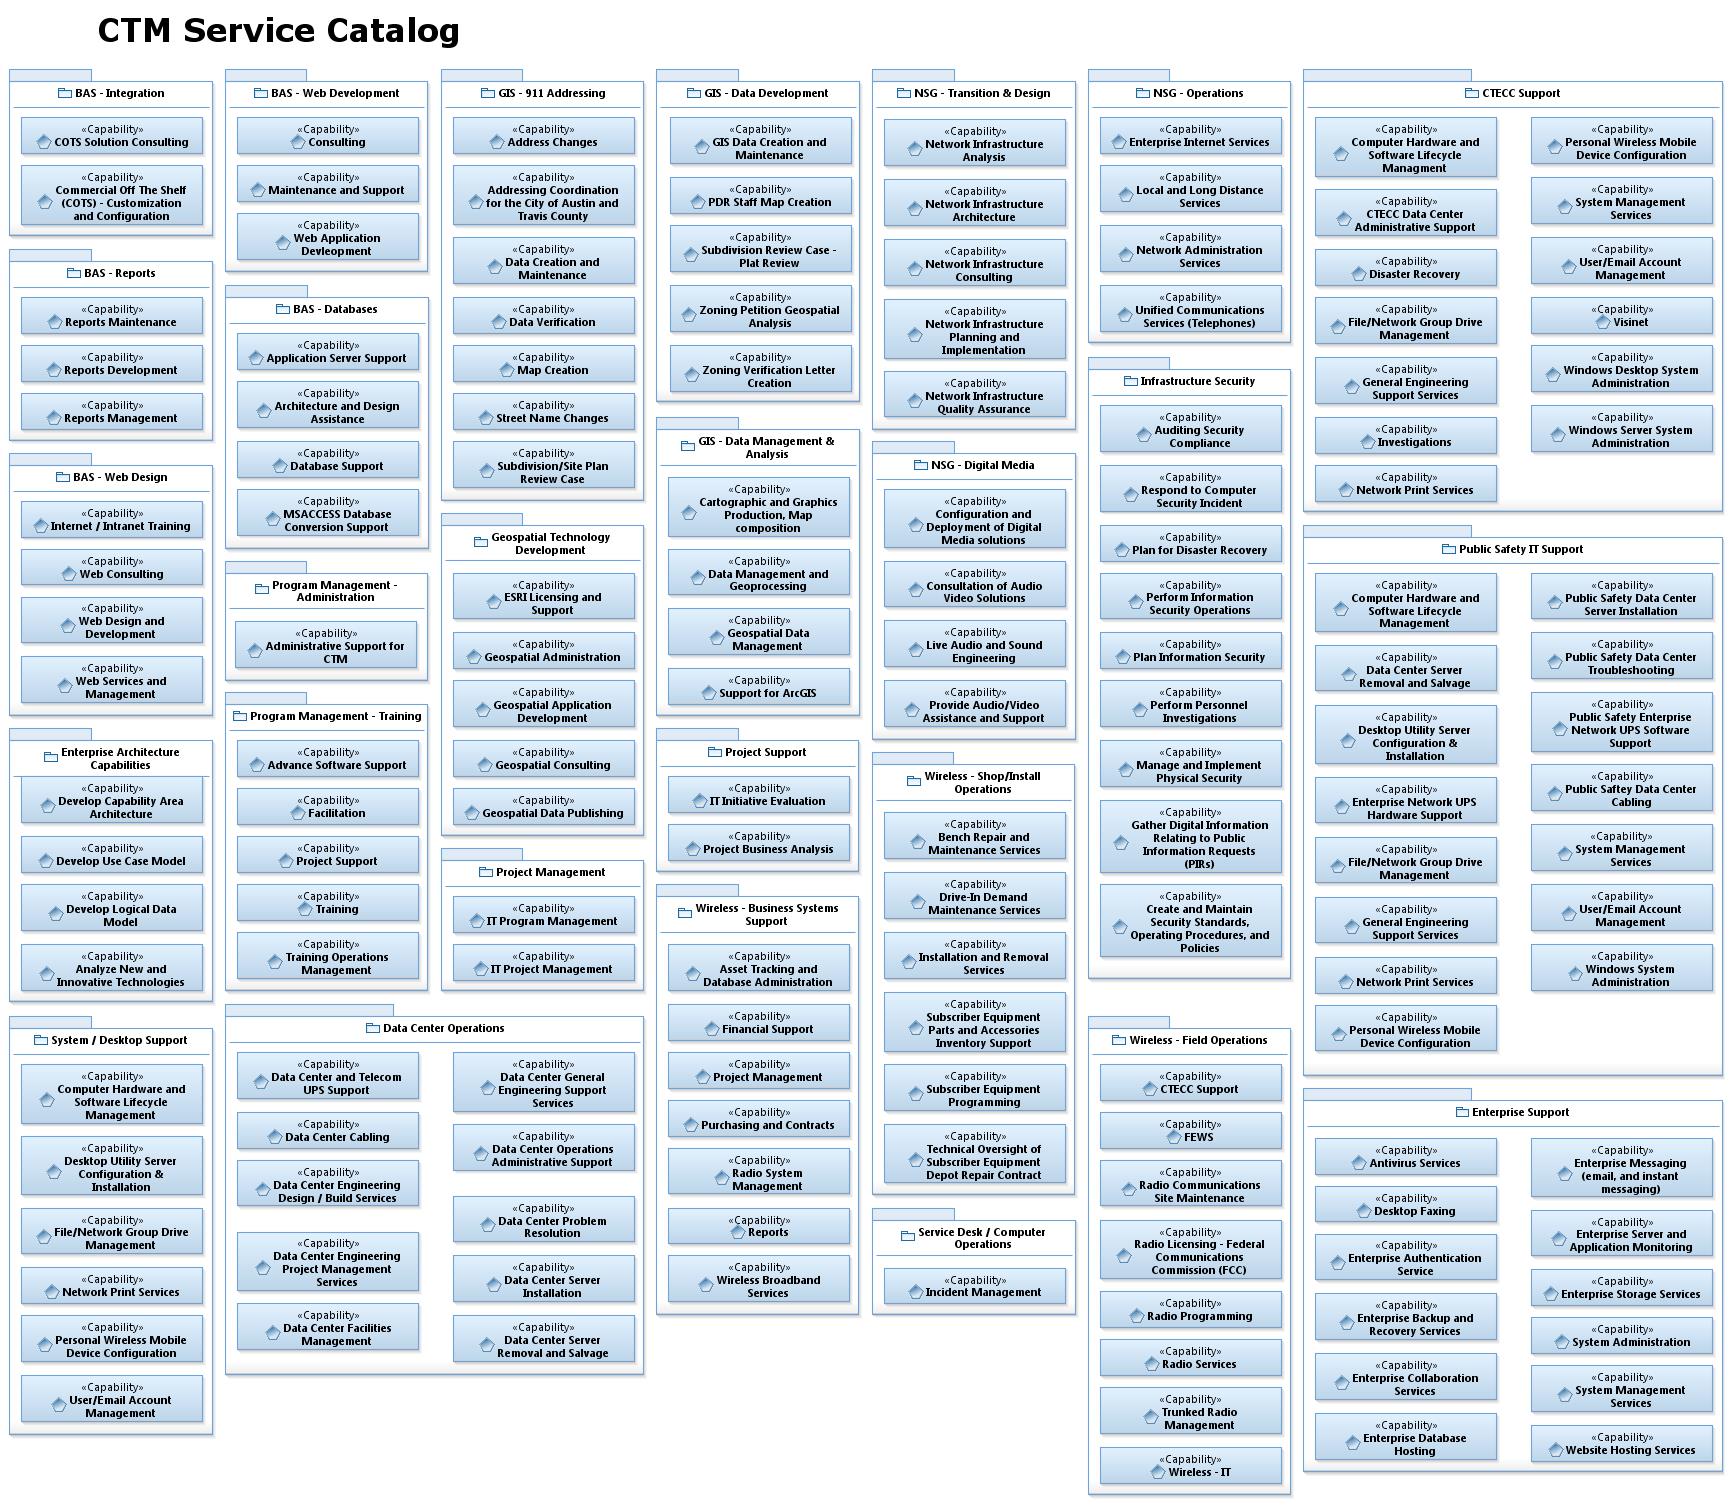 CTM Service Catalog
BAS - Integration
«Capability»
COTS Solution Consulting
«Capability»
Commercial Off The Shelf
(COTS) - Customization
and Configuration
BAS - Reports
«Capability»
Reports Maintenance
«Capability»
Reports Development
«Capability»
Reports Management
BAS - Web Design
«Capability»
Internet / Intranet Training
«Capability»
Web Consulting
«Capability»
Web Design and
Development
«Capability»
Web Services and
Management
Enterprise Architecture
Capabilities
«Capability»
Develop Capability Area
Architecture
«Capability»
Develop Use Case Model
«Capability»
Develop Logical Data
Model
«Capability»
Analyze New and
Innovative Technologies
System / Desktop Support
«Capability»
Computer Hardware and
Software Lifecycle
Management
«Capability»
Desktop Utility Server
Configuration &
Installation
«Capability»
File/Network Group Drive
Management
«Capability»
Network Print Services
«Capability»
Personal Wireless Mobile
Device Configuration
«Capability»
User/Email Account
Management
BAS - Web Development
«Capability»
Consulting
«Capability»
Maintenance and Support
«Capability»
Web Application
Devleopment
BAS - Databases
«Capability»
Application Server Support
«Capability»
Architecture and Design
Assistance
«Capability»
Database Support
«Capability»
MSACCESS Database
Conversion Support
Program Management -
Administration
«Capability»
Administrative Support for
CTM
Program Management - Training
«Capability»
Advance Software Support
«Capability»
Facilitation
«Capability»
Project Support
«Capability»
Training
«Capability»
Training Operations
Management
GIS - 911 Addressing
«Capability»
Address Changes
«Capability»
Addressing Coordination
for the City of Austin and
Travis County
«Capability»
Data Creation and
Maintenance
«Capability»
Data Verification
«Capability»
Map Creation
«Capability»
Street Name Changes
«Capability»
Subdivision/Site Plan
Review Case
Geospatial Technology
Development
«Capability»
ESRI Licensing and
Support
«Capability»
Geospatial Administration
«Capability»
Geospatial Application
Development
«Capability»
Geospatial Consulting
«Capability»
Geospatial Data Publishing
Project Management
«Capability»
IT Program Management
«Capability»
IT Project Management
Data Center Operations
«Capability»
Data Center and Telecom
UPS Support
«Capability»
Data Center Cabling
«Capability»
Data Center Engineering
Design / Build Services
«Capability»
Data Center Engineering
Project Management
Services
«Capability»
Data Center Facilities
Management
«Capability»
Data Center General
Engineering Support
Services
«Capability»
Data Center Operations
Administrative Support
«Capability»
Data Center Problem
Resolution
«Capability»
Data Center Server
Installation
«Capability»
Data Center Server
Removal and Salvage
GIS - Data Development
«Capability»
GIS Data Creation and
Maintenance
«Capability»
PDR Staff Map Creation
«Capability»
Subdivision Review Case -
Plat Review
«Capability»
Zoning Petition Geospatial
Analysis
«Capability»
Zoning Verification Letter
Creation
GIS - Data Management &
Analysis
«Capability»
Cartographic and Graphics
Production, Map
composition
«Capability»
Data Management and
Geoprocessing
«Capability»
Geospatial Data
Management
«Capability»
Support for ArcGIS
Project Support
«Capability»
IT Initiative Evaluation
«Capability»
Project Business Analysis
Wireless - Business Systems
Support
«Capability»
Asset Tracking and
Database Administration
«Capability»
Financial Support
«Capability»
Project Management
«Capability»
Purchasing and Contracts
«Capability»
Radio System
Management
«Capability»
Reports
«Capability»
Wireless Broadband
Services
NSG - Transition & Design
«Capability»
Network Infrastructure
Analysis
«Capability»
Network Infrastructure
Architecture
«Capability»
Network Infrastructure
Consulting
«Capability»
Network Infrastructure
Planning and
Implementation
«Capability»
Network Infrastructure
Quality Assurance
NSG - Digital Media
«Capability»
Configuration and
Deployment of Digital
Media solutions
«Capability»
Consultation of Audio
Video Solutions
«Capability»
Live Audio and Sound
Engineering
«Capability»
Provide Audio/Video
Assistance and Support
Wireless - Shop/Install
Operations
«Capability»
Bench Repair and
Maintenance Services
«Capability»
Drive-In Demand
Maintenance Services
«Capability»
Installation and Removal
Services
«Capability»
Subscriber Equipment
Parts and Accessories
Inventory Support
«Capability»
Subscriber Equipment
Programming
«Capability»
Technical Oversight of
Subscriber Equipment
Depot Repair Contract
Service Desk / Computer
Operations
«Capability»
Incident Management
NSG - Operations
«Capability»
Enterprise Internet Services
«Capability»
Local and Long Distance
Services
«Capability»
Network Administration
Services
«Capability»
Unified Communications
Services (Telephones)
Infrastructure Security
«Capability»
Auditing Security
Compliance
«Capability»
Respond to Computer
Security Incident
«Capability»
Plan for Disaster Recovery
«Capability»
Perform Information
Security Operations
«Capability»
Plan Information Security
«Capability»
Perform Personnel
Investigations
«Capability»
Manage and Implement
Physical Security
«Capability»
Gather Digital Information
Relating to Public
Information Requests
(PIRs)
«Capability»
Create and Maintain
Security Standards,
Operating Procedures, and
Policies
Wireless - Field Operations
«Capability»
CTECC Support
«Capability»
FEWS
«Capability»
Radio Communications
Site Maintenance
«Capability»
Radio Licensing - Federal
Communications
Commission (FCC)
«Capability»
Radio Programming
«Capability»
Radio Services
«Capability»
Trunked Radio
Management
«Capability»
Wireless - IT
CTECC Support
«Capability»
Computer Hardware and
Software Lifecycle
Managment
«Capability»
CTECC Data Center
Administrative Support
«Capability»
Disaster Recovery
«Capability»
File/Network Group Drive
Management
«Capability»
General Engineering
Support Services
«Capability»
Investigations
«Capability»
Network Print Services
«Capability»
Personal Wireless Mobile
Device Configuration
«Capability»
System Management
Services
«Capability»
User/Email Account
Management
«Capability»
Visinet
«Capability»
Windows Desktop System
Administration
«Capability»
Windows Server System
Administration
Public Safety IT Support
«Capability»
Computer Hardware and
Software Lifecycle
Management
«Capability»
Data Center Server
Removal and Salvage
«Capability»
Desktop Utility Server
Configuration &
Installation
«Capability»
Enterprise Network UPS
Hardware Support
«Capability»
File/Network Group Drive
Management
«Capability»
General Engineering
Support Services
«Capability»
Network Print Services
«Capability»
Personal Wireless Mobile
Device Configuration
«Capability»
Public Safety Data Center
Server Installation
«Capability»
Public Safety Data Center
Troubleshooting
«Capability»
Public Safety Enterprise
Network UPS Software
Support
«Capability»
Public Saftey Data Center
Cabling
«Capability»
System Management
Services
«Capability»
User/Email Account
Management
«Capability»
Windows System
Administration
Enterprise Support
«Capability»
Antivirus Services
«Capability»
Desktop Faxing
«Capability»
Enterprise Authentication
Service
«Capability»
Enterprise Backup and
Recovery Services
«Capability»
Enterprise Collaboration
Services
«Capability»
Enterprise Database
Hosting
«Capability»
Enterprise Messaging
(email, and instant
messaging)
«Capability»
Enterprise Server and
Application Monitoring
«Capability»
Enterprise Storage Services
«Capability»
System Administration
«Capability»
System Management
Services
«Capability»
Website Hosting Services